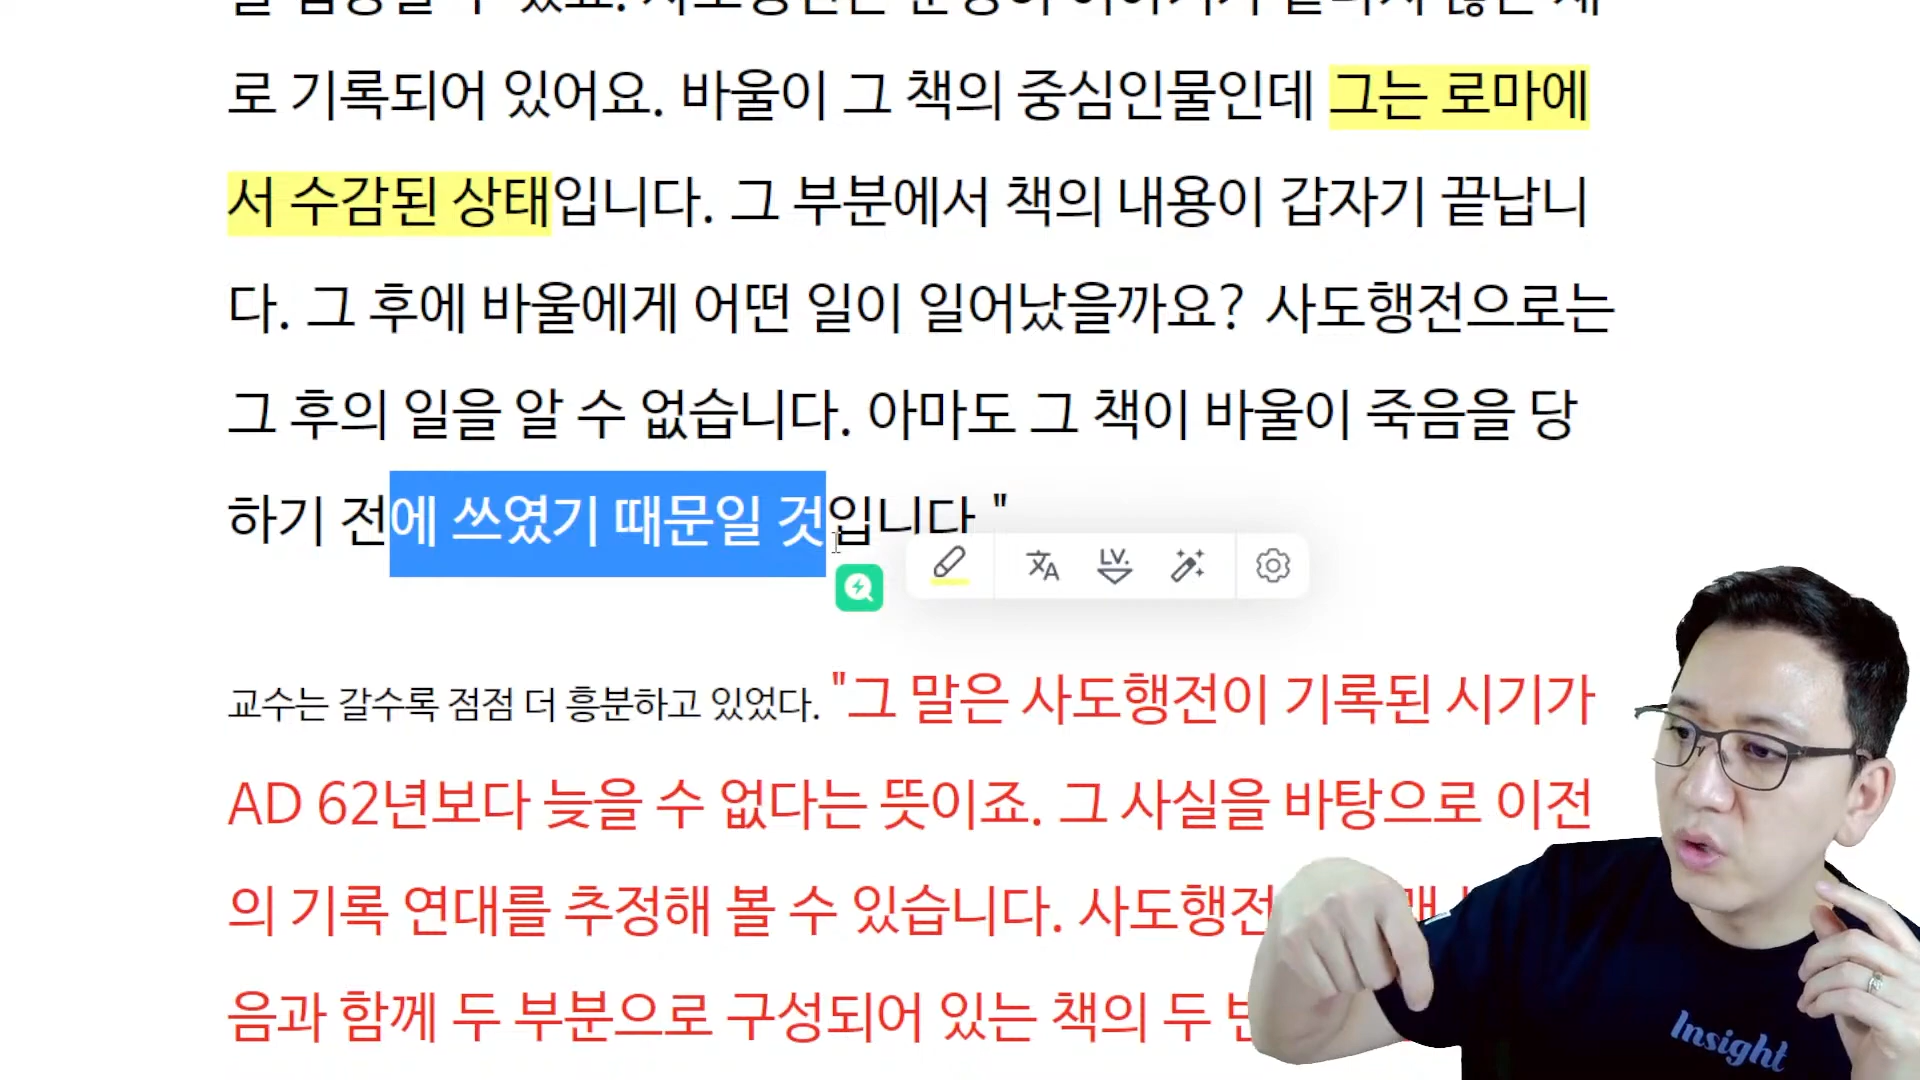 로 기록되어 있어요. 바울이 그 책의 중심인물인데 그는 로마에
서 수감된 상태입니다. 그 부분에서 책의 내용이 갑자기 끝납니
다. 그 후에 바울에게 어떤 일이 일어났을까요? 사도행전으로는
그 후의 일을 알 수 없습니다. 아마도 그 책이 바울이 죽음을 당
하기 전에 쓰였기 때문일 것입니다."
LV.
교수는 갈수록 점점 더 흥분하고 있었다. "그 말은 사도행전이 기록된 시기가
AD 62년보다 늦을 수 없다는 뜻이죠. 그 사실을 바탕으로 이전
의 기록 연대를 추정해 볼 수 있습니다. 사도행전
음과 함께 두 부분으로 구성되어 있는 책의 두
Insight